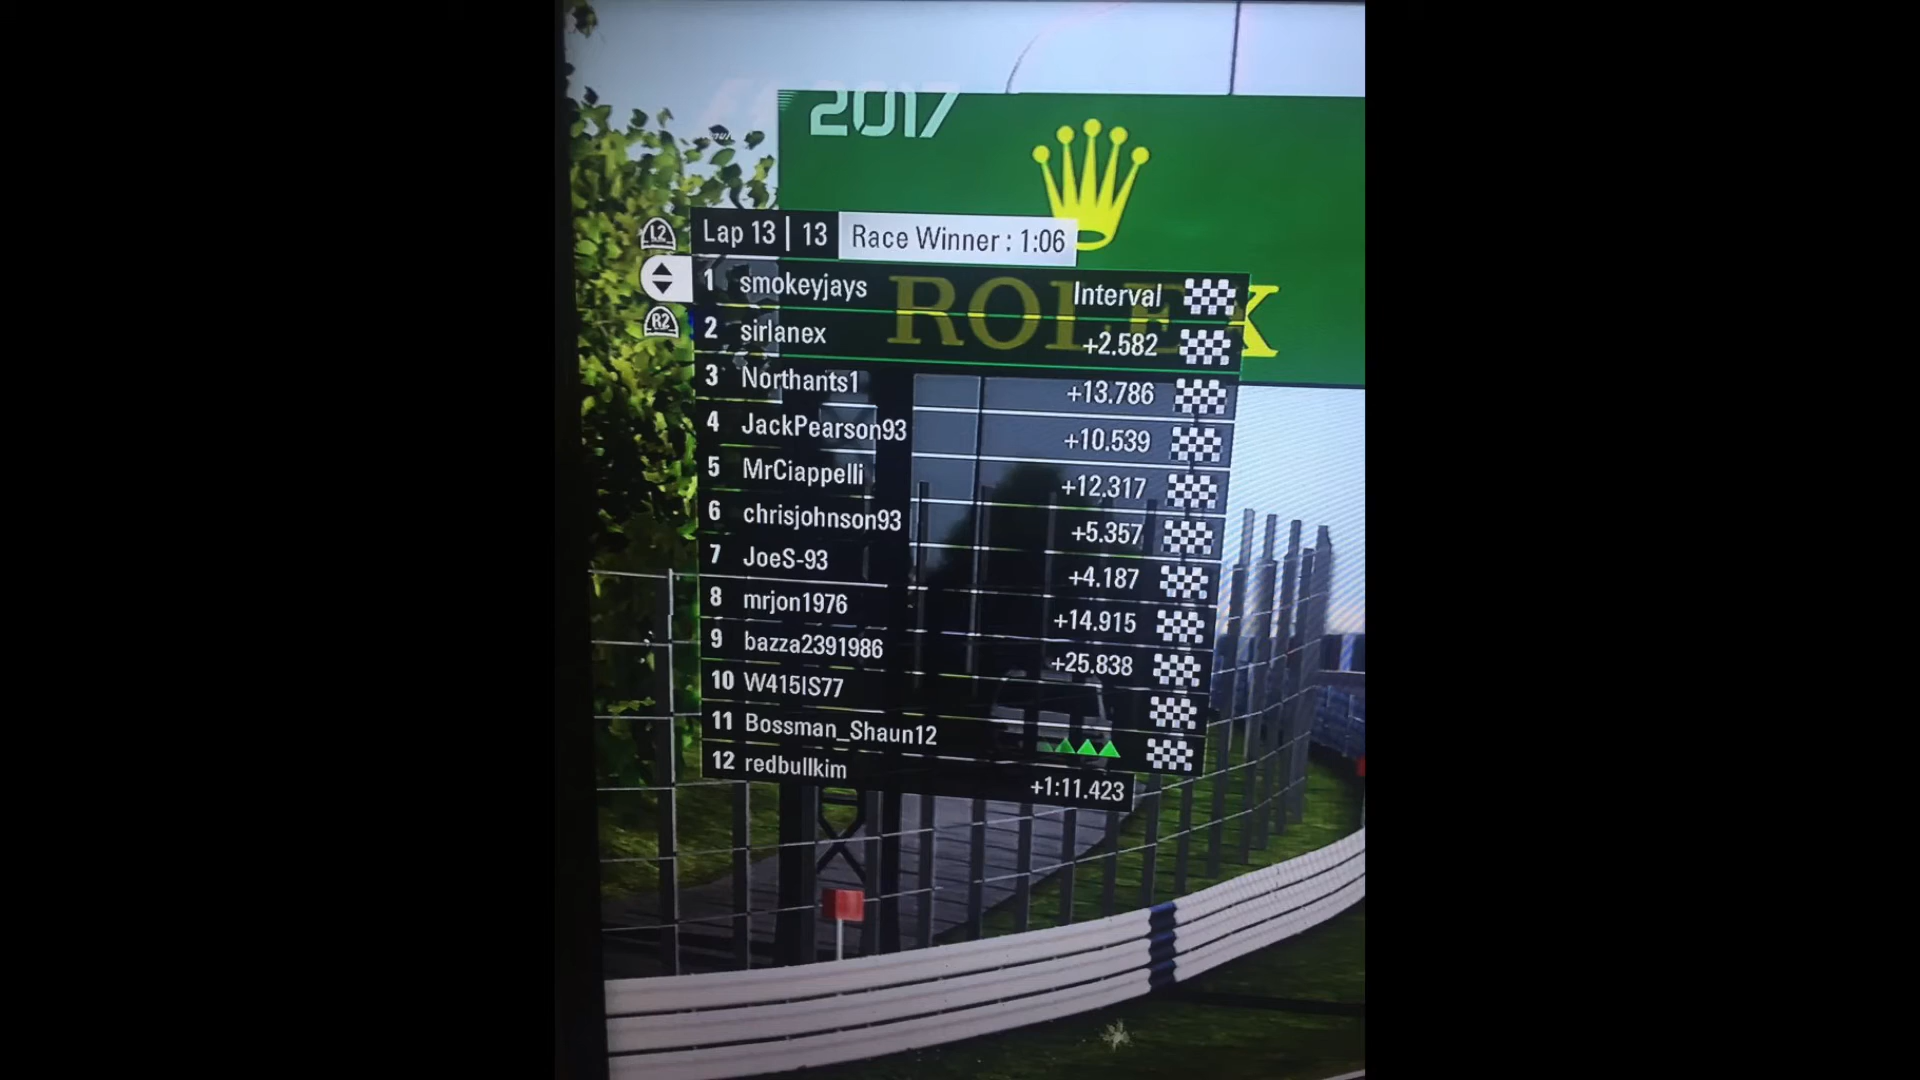 2017
ROLEX
L2
Lap 13 | 13 Race Winner : 1:06
R2
1 smokeyjays Interval
2 sirlanex +2.582
3 Northants1 +13.786
4 JackPearson93 +10.539
5 MrCiappelli +12.317
6 chrisjohnson93 +5.357
7 JoeS-93 +4.187
8 mrjon1976 +14.915
9 bazza2391986 +25.838
10 W415IS77
11 Bossman_Shaun12
12 redbullkim +1:11.423